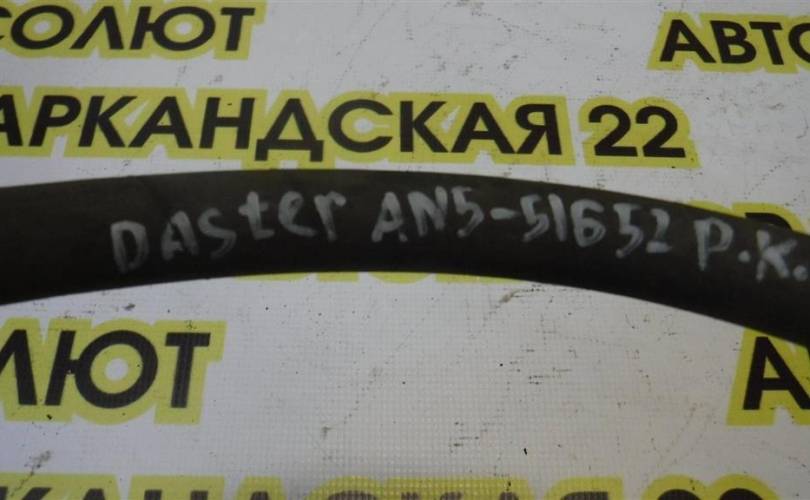 СОЛЮТ АВТО
АРКАНДСКАЯ 22
DASter AN5-51652 P.K.
ЛЮТ А